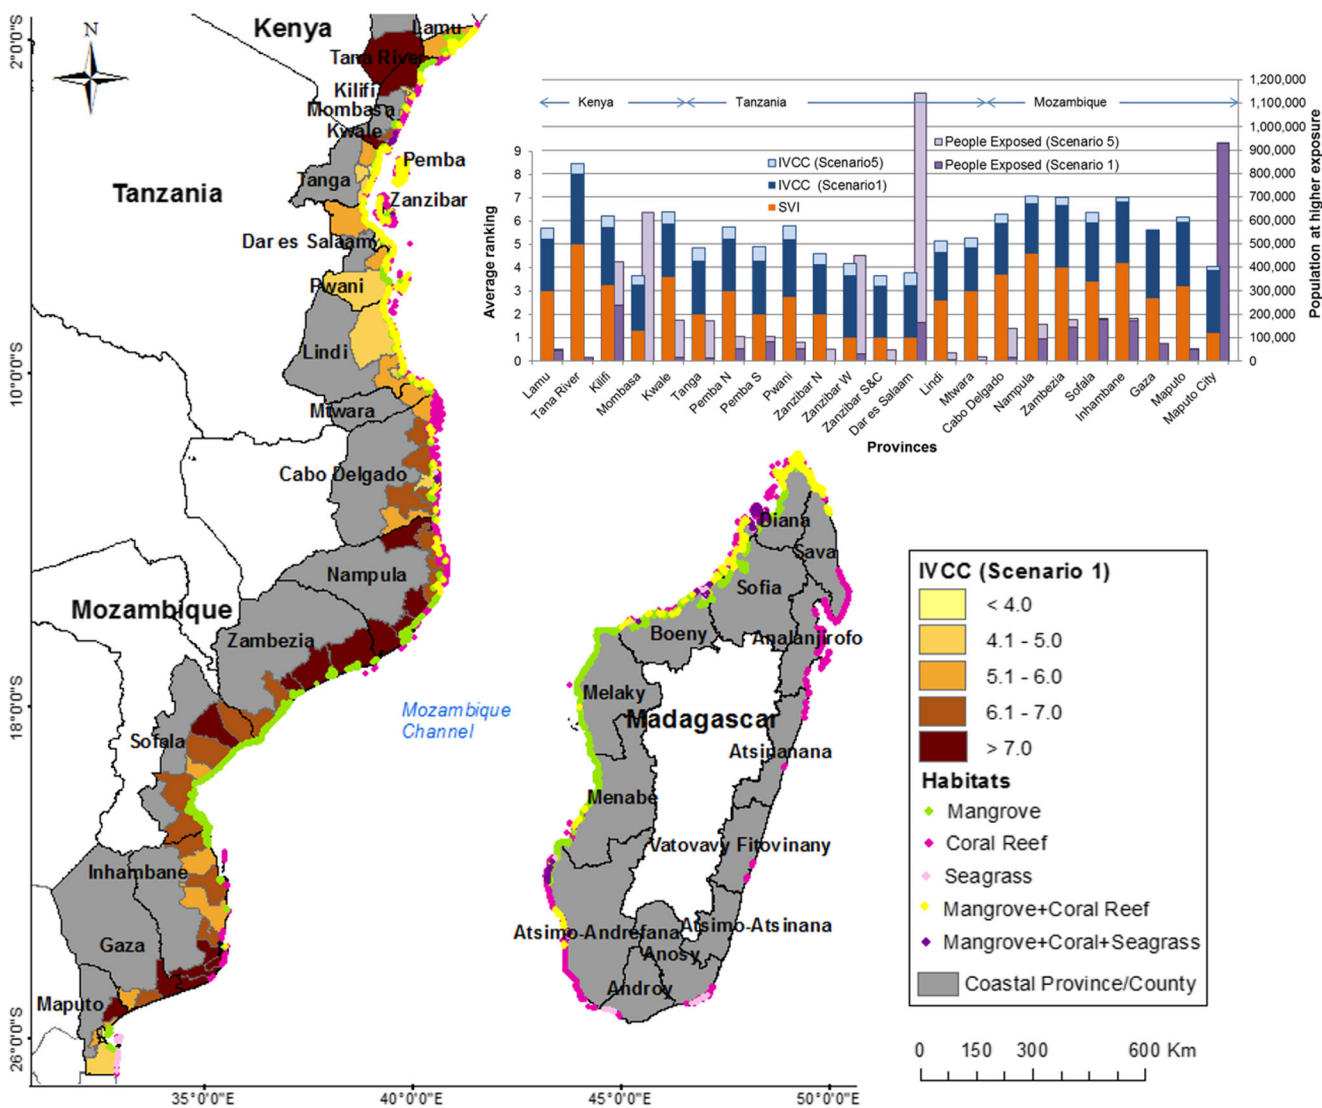 Kenya
Lamu
N
2°0'0"S
Tana River
Kilifi
Mombasa
Kwale
Pemba
Tanga
Tanzania
Zanzibar
Dar es Salaam
Pwani
Lindi
10°0'0"S
Mtwara
Cabo Delgado
Nampula
Mozambique
Zambezia
18°0'0"S
Sofala
Mozambique
Channel
Inhambane
Gaza
Maputo
26°0'0"S
35°0'0"E
40°0'0"E
45°0'0"E
50°0'0"E
Diana
Sava
Sofia
Boeny
Analanjirofo
Melaky
Madagascar
Atsinanana
Menabe
Vatovavy Fitovinany
Atsimo-Andrefana
Atsimo-Atsinana
Anosy
Androy
Kenya
Tanzania
Mozambique
People Exposed (Scenario 5)
People Exposed (Scenario 1)
IVCC (Scenario5)
IVCC (Scenario1)
SVI
Average ranking
9
8
7
6
5
4
3
2
1
0
Population at higher exposure
1,200,000
1,100,000
1,000,000
900,000
800,000
700,000
600,000
500,000
400,000
300,000
200,000
100,000
0
Lamu
Tana River
Kilifi
Mombasa
Kwale
Tanga
Pemba N
Pemba S
Pwani
Zanzibar N
Zanzibar W
Zanzibar S&C
Dar es Salaam
Lindi
Mtwara
Cabo Delgado
Nampula
Zambezia
Sofala
Inhambane
Gaza
Maputo
Maputo City
Provinces
IVCC (Scenario 1)
< 4.0
4.1 - 5.0
5.1 - 6.0
6.1 - 7.0
> 7.0
Habitats
Mangrove
Coral Reef
Seagrass
Mangrove+Coral Reef
Mangrove+Coral+Seagrass
Coastal Province/County
0 150 300 600 Km